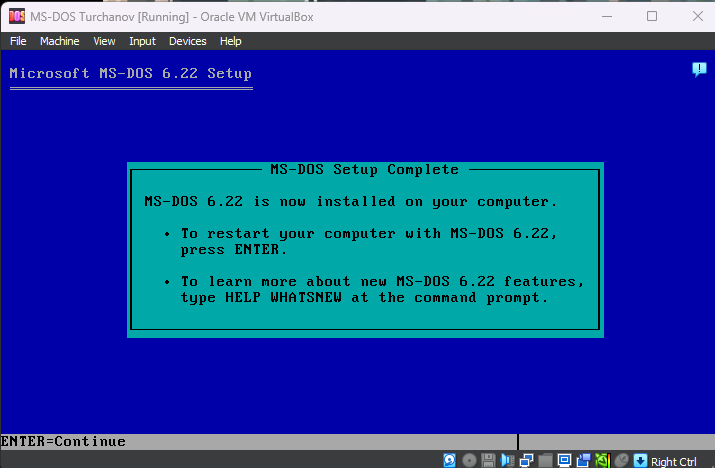 DOS
MS-DOS Turchanov [Running] - Oracle VM VirtualBox
File Machine View Input Devices Help
Microsoft MS-DOS 6.22 Setup
MS-DOS Setup Complete
MS-DOS 6.22 is now installed on your computer.
• To restart your computer with MS-DOS 6.22,
press ENTER.
• To learn more about new MS-DOS 6.22 features,
type HELP WHATSNEW at the command prompt.
ENTER=Continue
Right Ctrl